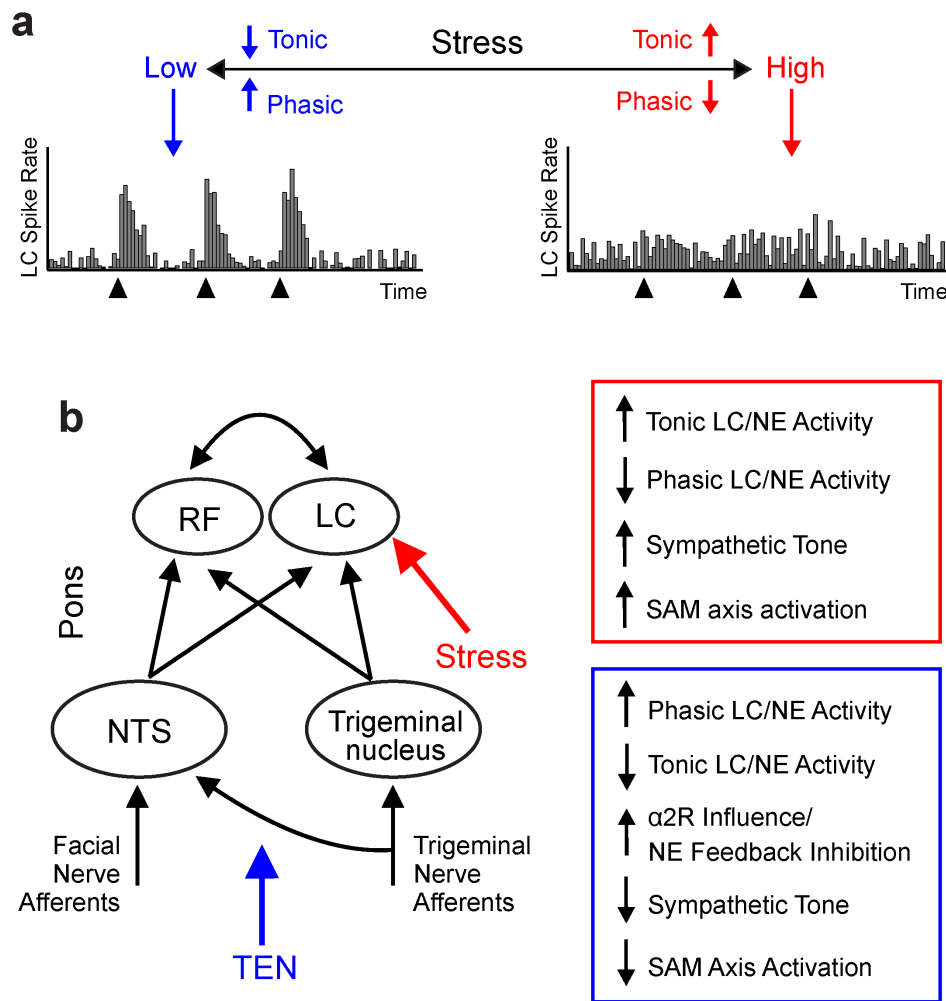 a
Stress
Tonic
Low
Phasic
Tonic
High
Phasic
LC Spike Rate
Time
LC Spike Rate
Time
b
RF
LC
Pons
Stress
NTS
Trigeminal
nucleus
Facial
Nerve
Afferents
Trigeminal
Nerve
Afferents
TEN
Tonic LC/NE Activity
Phasic LC/NE Activity
Sympathetic Tone
SAM axis activation
Phasic LC/NE Activity
Tonic LC/NE Activity
α2R Influence/
NE Feedback Inhibition
Sympathetic Tone
SAM Axis Activation